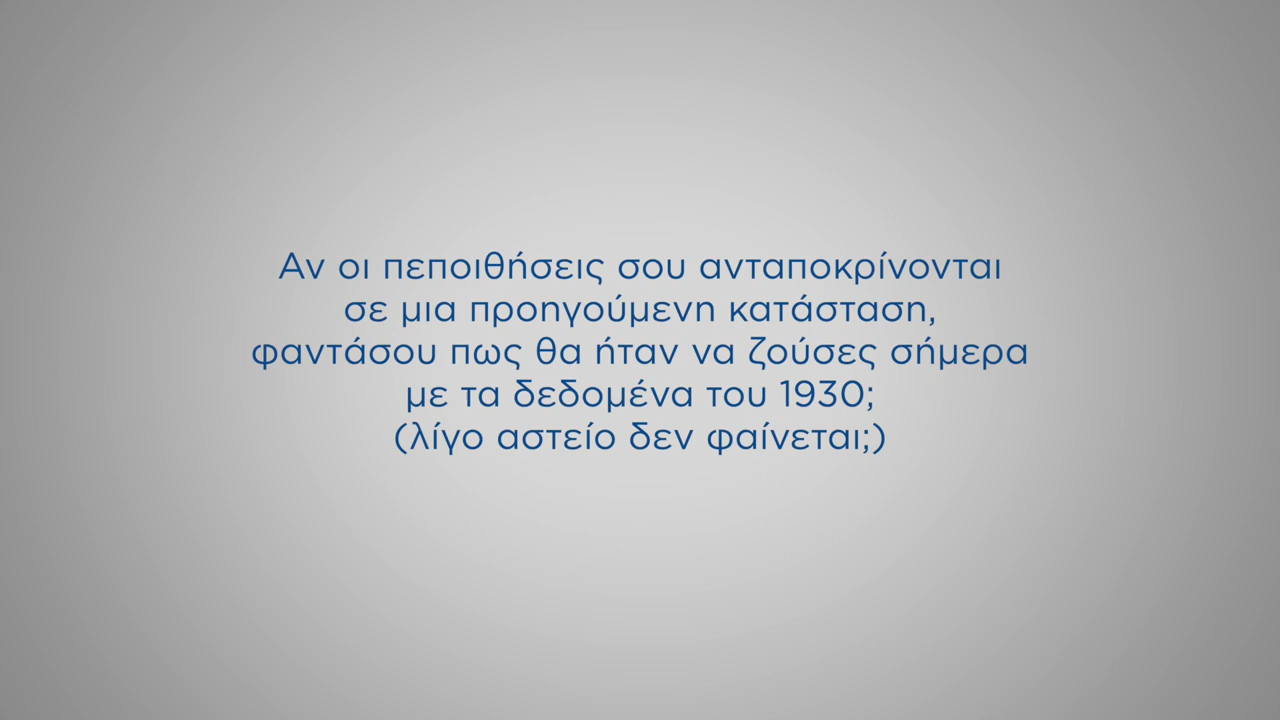 Αν οι πεποιθήσεις σου ανταποκρίνονται
σε μια προηγούμενη κατάσταση,
φαντάσου πως θα ήταν να ζούσες σήμερα
με τα δεδομένα του 1930;
(λίγο αστείο δεν φαίνεται;)